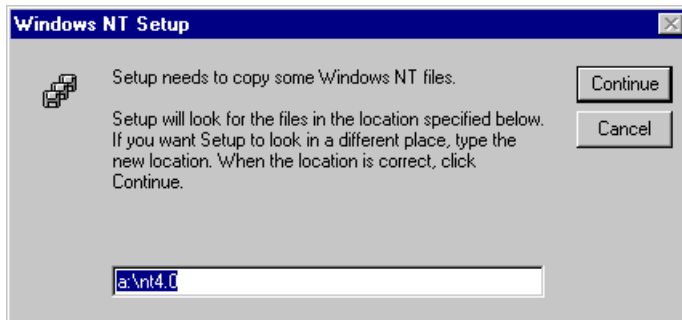 Windows NT Setup
Setup needs to copy some Windows NT files.
Continue
Setup will look for the files in the location specified below.
If you want Setup to look in a different place, type the
new location. When the location is correct, click
Continue.
Cancel
a:\nt4.0